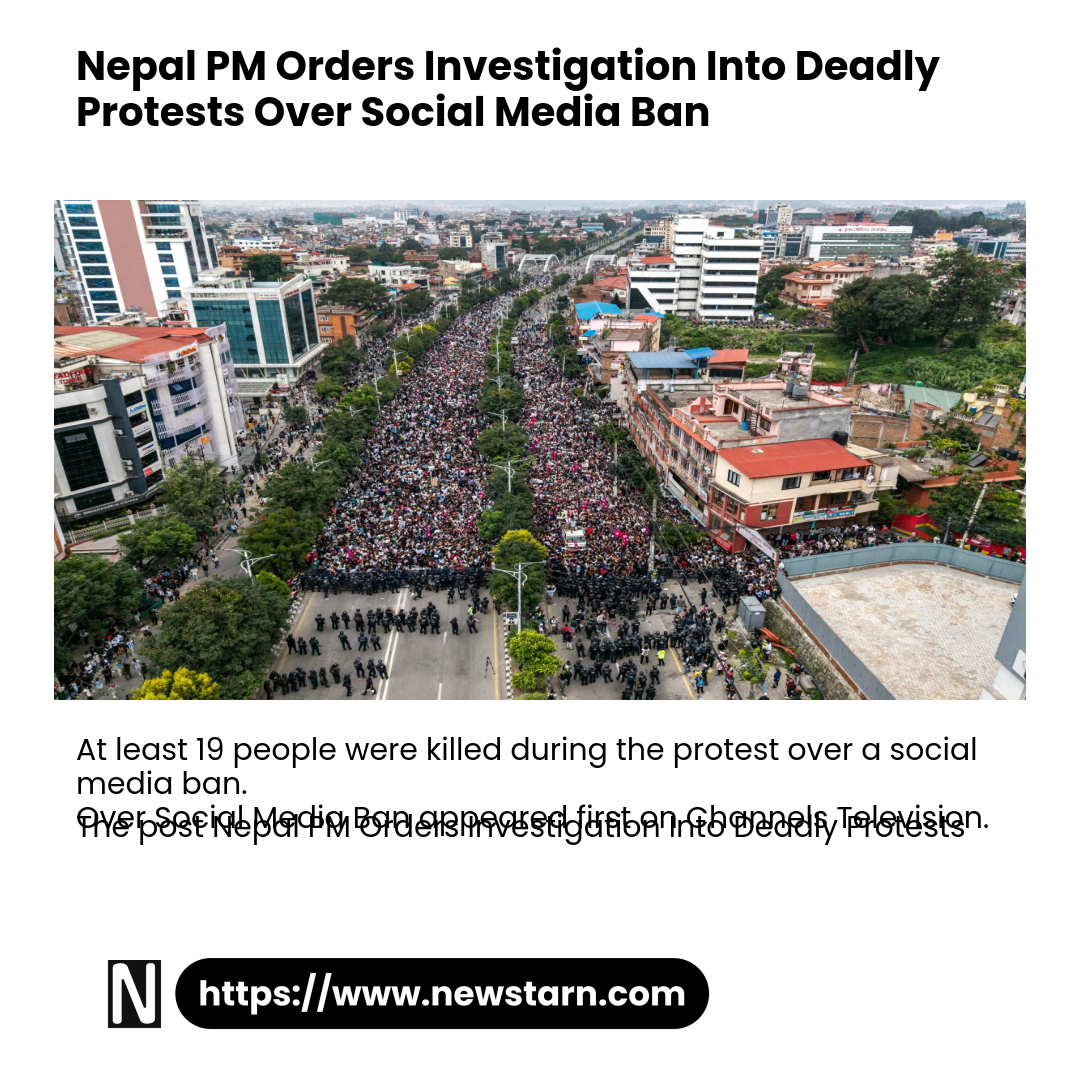 Nepal PM Orders Investigation Into Deadly
Protests Over Social Media Ban
At least 19 people were killed during the protest over a social
media ban.
The post Nepal PM Orders Investigation Into Deadly Protests
Over Social Media Ban appeared first on Channels Television.
N
https://www.newstarn.com